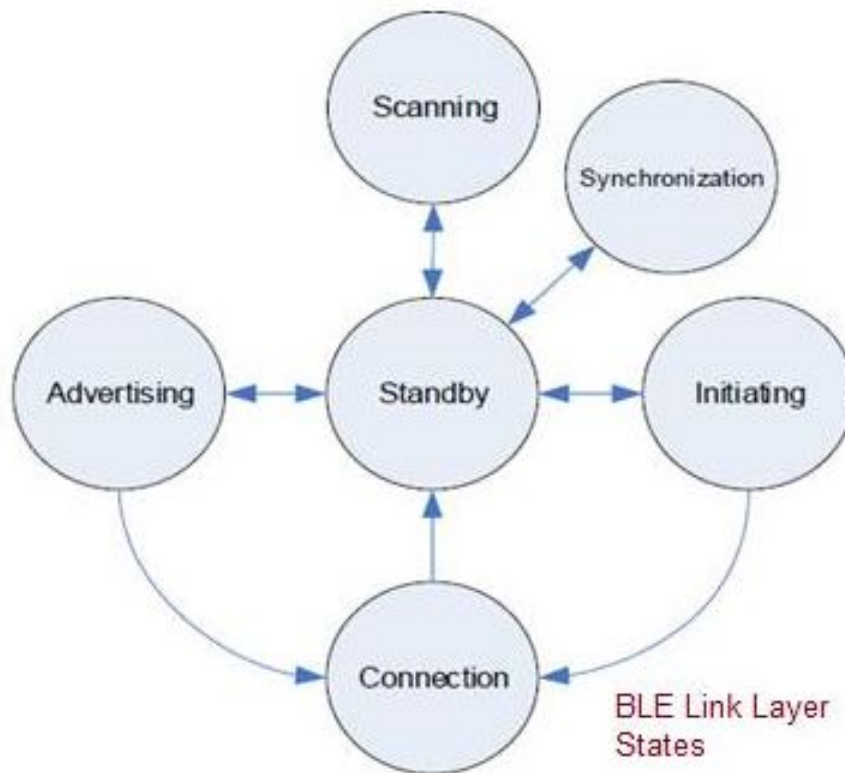 Scanning
Synchronization
Advertising
Standby
Initiating
Connection
BLE Link Layer
States